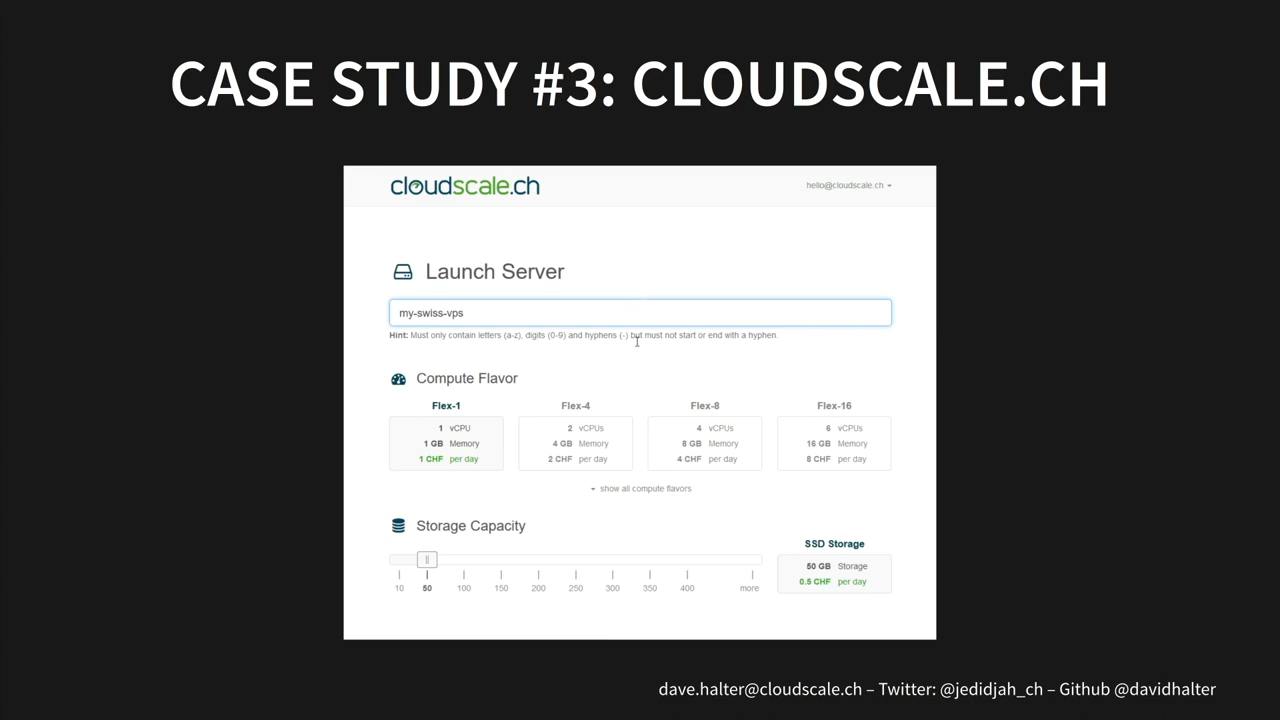 CASE STUDY #3: CLOUDSCALE.CH
cloudscale.ch
hello@cloudscale.ch
Launch Server
my-swiss-vps
Hint: Must only contain letters (a-z), digits (0-9) and hyphens (-) but must not start or end with a hyphen.
Compute Flavor
Flex-1 Flex-4 Flex-8 Flex-16
1 vCPU 2 vCPUs 4 vCPUs 6 vCPUs
1 GB Memory 4 GB Memory 8 GB Memory 16 GB Memory
1 CHF per day 2 CHF per day 4 CHF per day 8 CHF per day
show all compute flavors
Storage Capacity
SSD Storage
50 GB Storage
0.5 CHF per day
10 50 100 150 200 250 300 350 400 more
dave.halter@cloudscale.ch – Twitter: @jedidjah_ch – Github @davidhalter